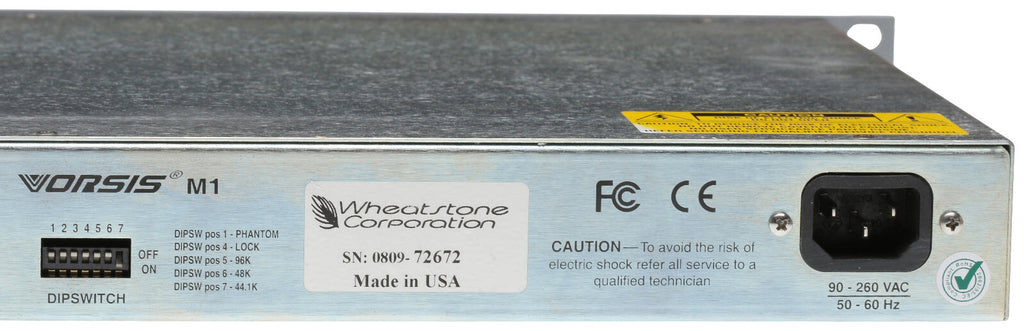 CAUTION
VORSIS® M1
1 2 3 4 5 6 7
OFF
ON
DIPSWITCH
DIPSW pos 1 - PHANTOM
DIPSW pos 4 - LOCK
DIPSW pos 5 - 96K
DIPSW pos 6 - 48K
DIPSW pos 7 - 44.1K
Wheatstone
Corporation
SN: 0809- 72672
Made in USA
FC CE
CAUTION—To avoid the risk of
electric shock refer all service to a
qualified technician
90 - 260 VAC
50 - 60 Hz
RoHS